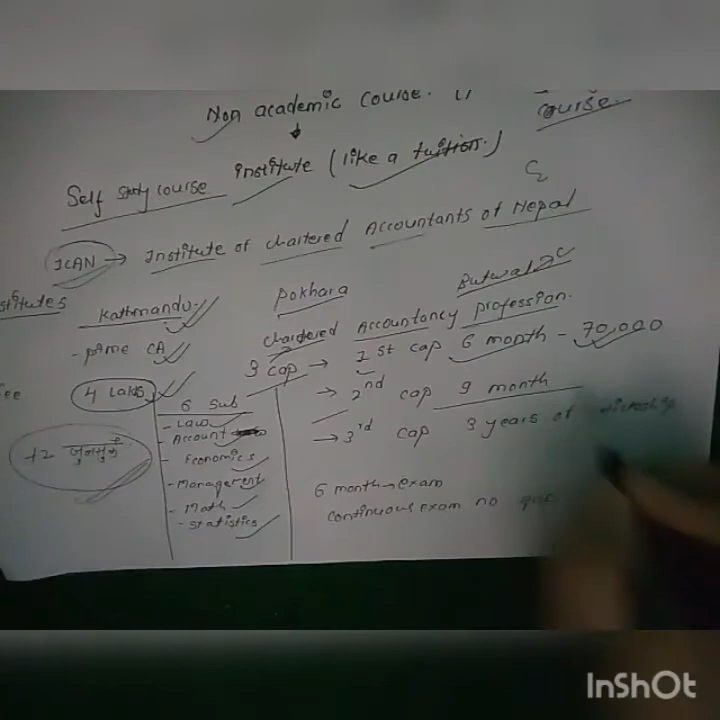 Non academic course.
course.
institute (like a tuition.)
Self study course
ICAN → Institute of chartered Accountants of Nepal
stitutes
Kathmandu.
pokhara
Butwal
chartered Accountancy profession.
- prime CA
3 cap → 1st cap 6 month - 70,000
4 lakhs
→ 2nd cap 9 month
6 sub
→ 3rd cap 3 years of
- Law
- Account
+2 जुनसुकै
- Economics
- Management
- Math
- statistics
6 month → exam
continuous exam no
InShOt